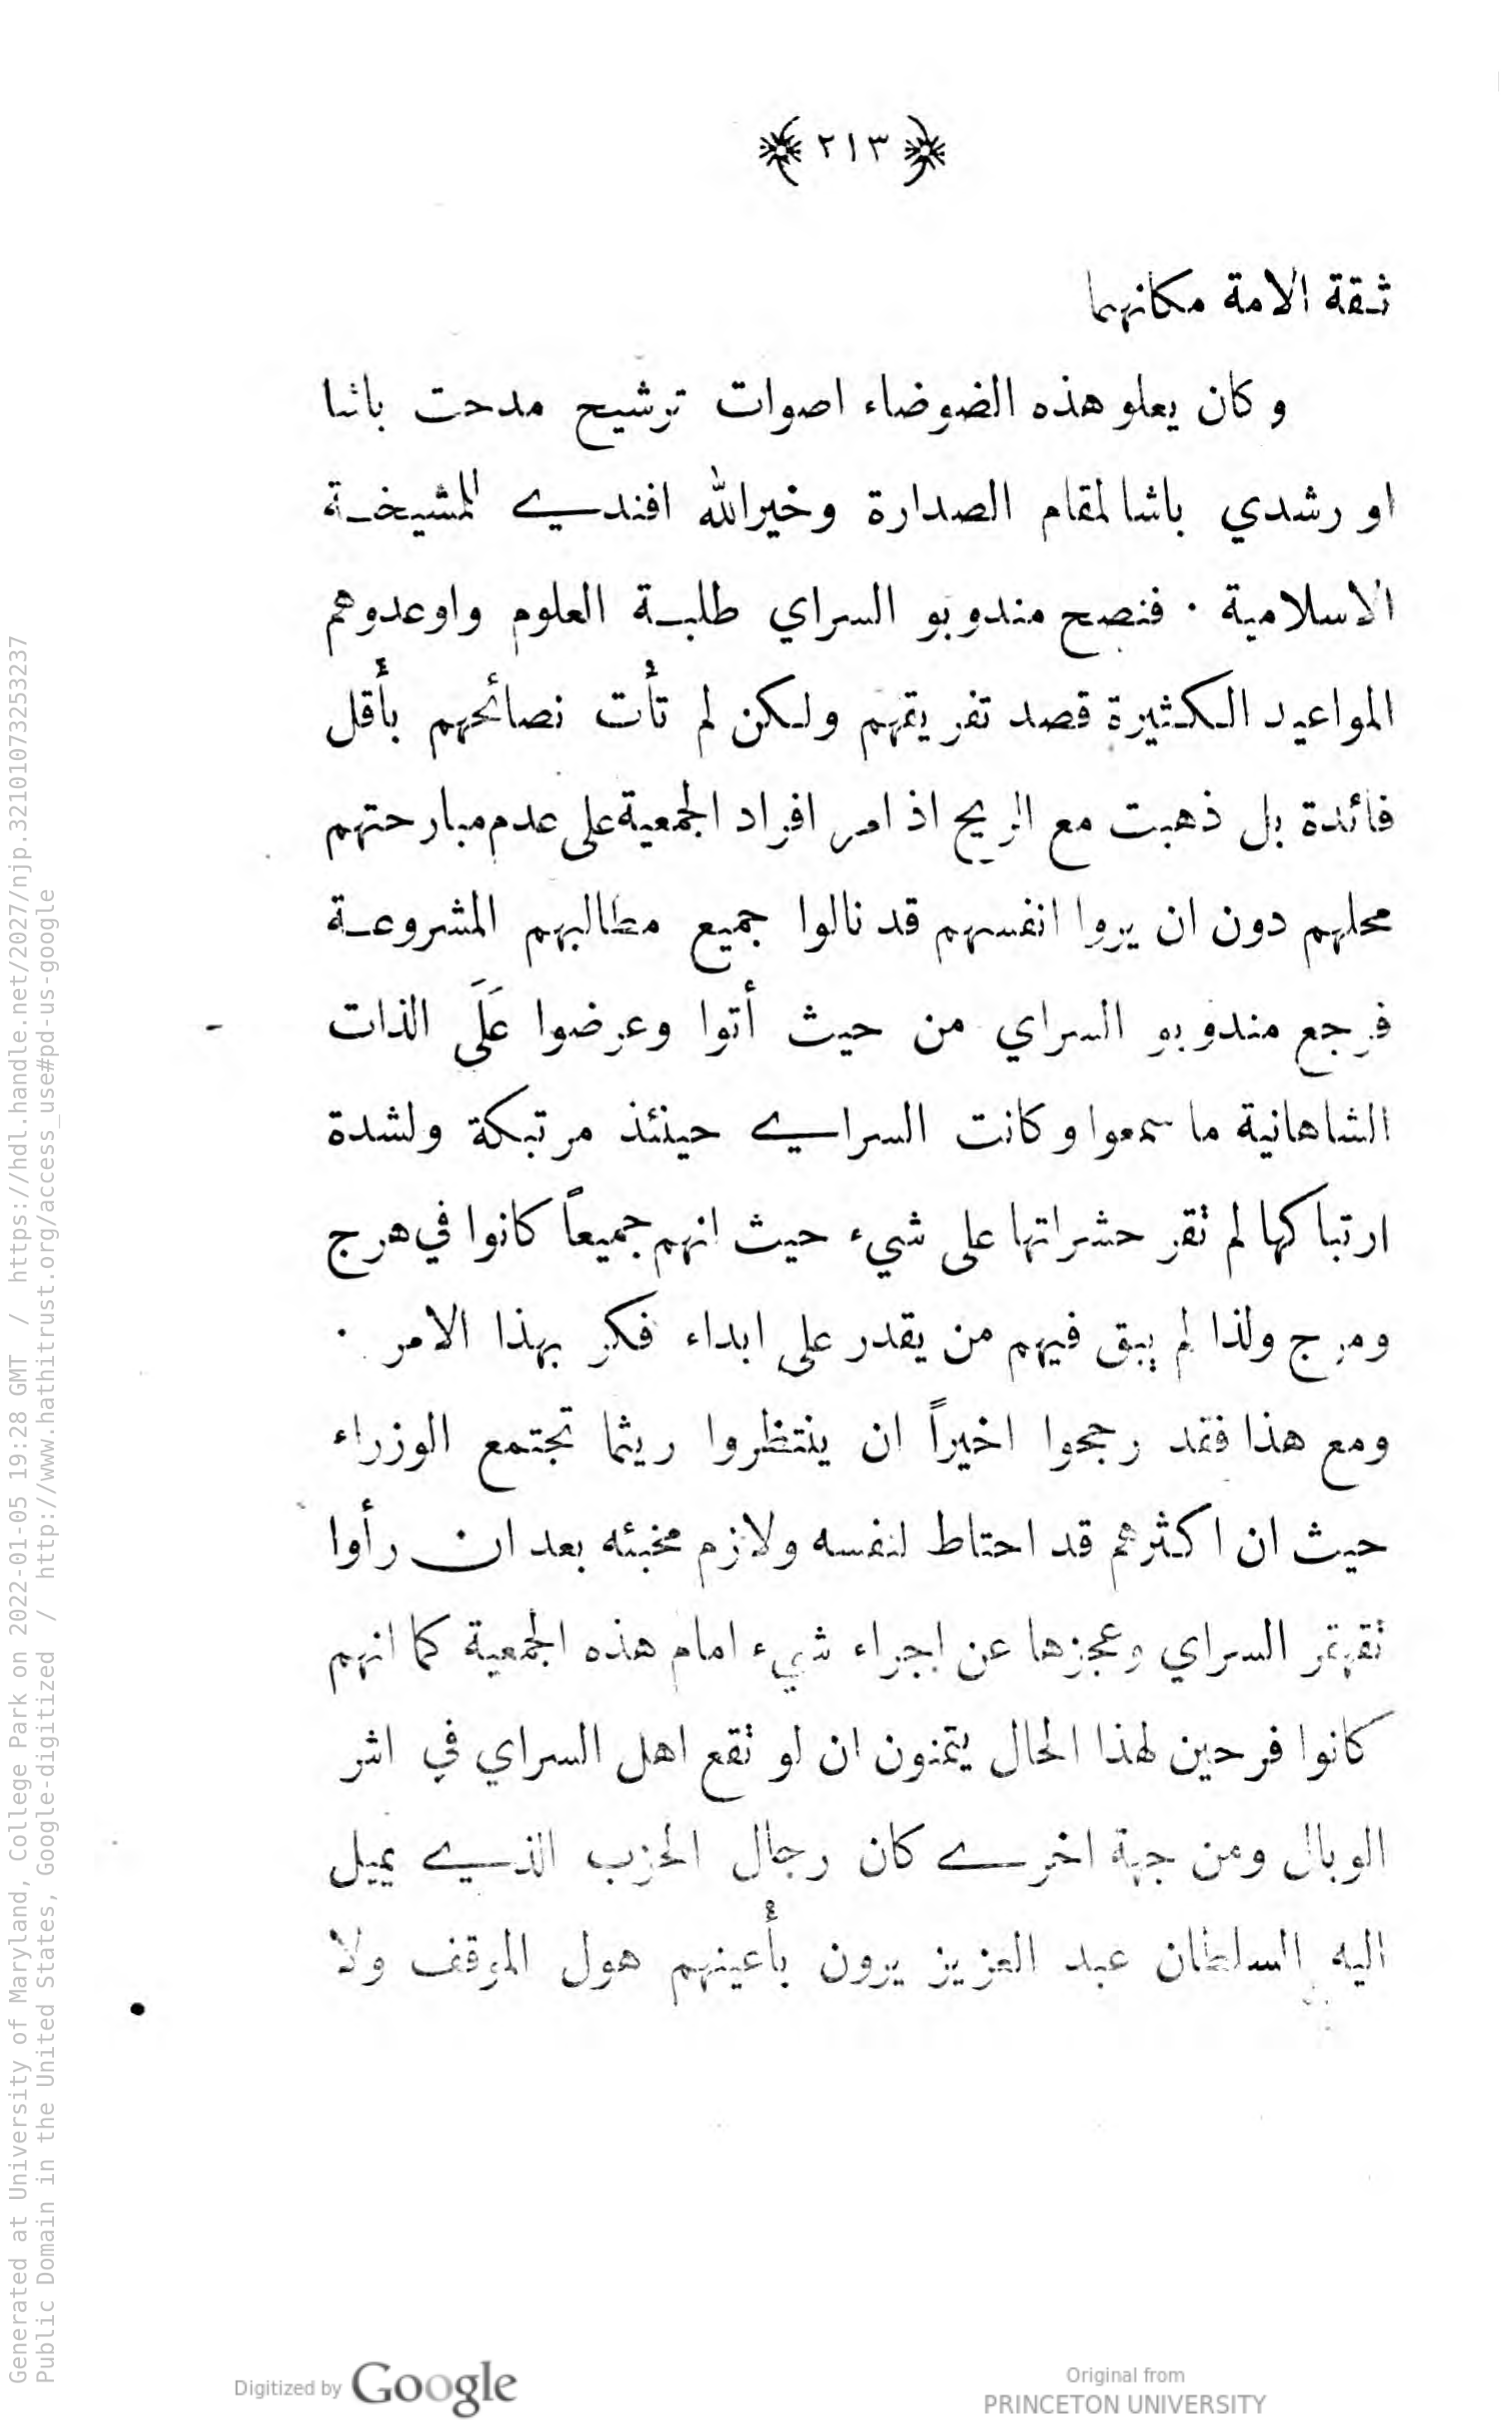 ﴿ ٢١٣ ﴾
ثقة الامة مكانهما
وكان يعلو هذه الضوضاء اصوات ترشيح مدحت باشا
او رشدي باشا لمقام الصدارة وخيرالله افندي للمشيخة
الاسلامية . فنصح مندوبو السراي طلبة العلوم واوعدوهم
المواعيد الكثيرة قصد تفريقهم ولكن لم تأت نصائحهم بأقل
فائدة بل ذهبت مع الريح اذ امر افراد الجمعية على عدم مبارحتهم
محلهم دون ان يروا انفسهم قد نالوا جميع مطالبهم المشروعة
فرجع مندوبو السراي من حيث أتوا وعرضوا عَلَى الذات
الشاهانية ما سمعوا وكانت السراي حينئذ مرتبكة ولشدة
ارتباكها لم تقر حشراتها على شيء حيث انهم جميعاً كانوا في هرج
ومرج ولذا لم يبق فيهم من يقدر على ابداء فكر بهذا الامر .
ومع هذا فقد رجحوا اخيراً ان ينتظروا ريثما تجتمع الوزراء
حيث ان اكثرهم قد احتاط لنفسه ولازم مخبئه بعد ان رأوا
تقهقر السراي وعجزها عن اجراء شيء امام هذه الجمعية كما انهم
كانوا فرحين لهذا الحال يتمنون ان لو تقع اهل السراي في اشر
الوبال ومن جهة اخرى كان رجال الحزب الذي يميل
اليه السلطان عبد العزيز يرون بأعينهم هول الموقف ولا
Digitized by Google
Original from
PRINCETON UNIVERSITY
Generated at University of Maryland, College Park on 2022-01-05 19:28 GMT / https://hdl.handle.net/2027/njp.32101073253237
Public Domain in the United States, Google-digitized / http://www.hathitrust.org/access_use#pd-us-google